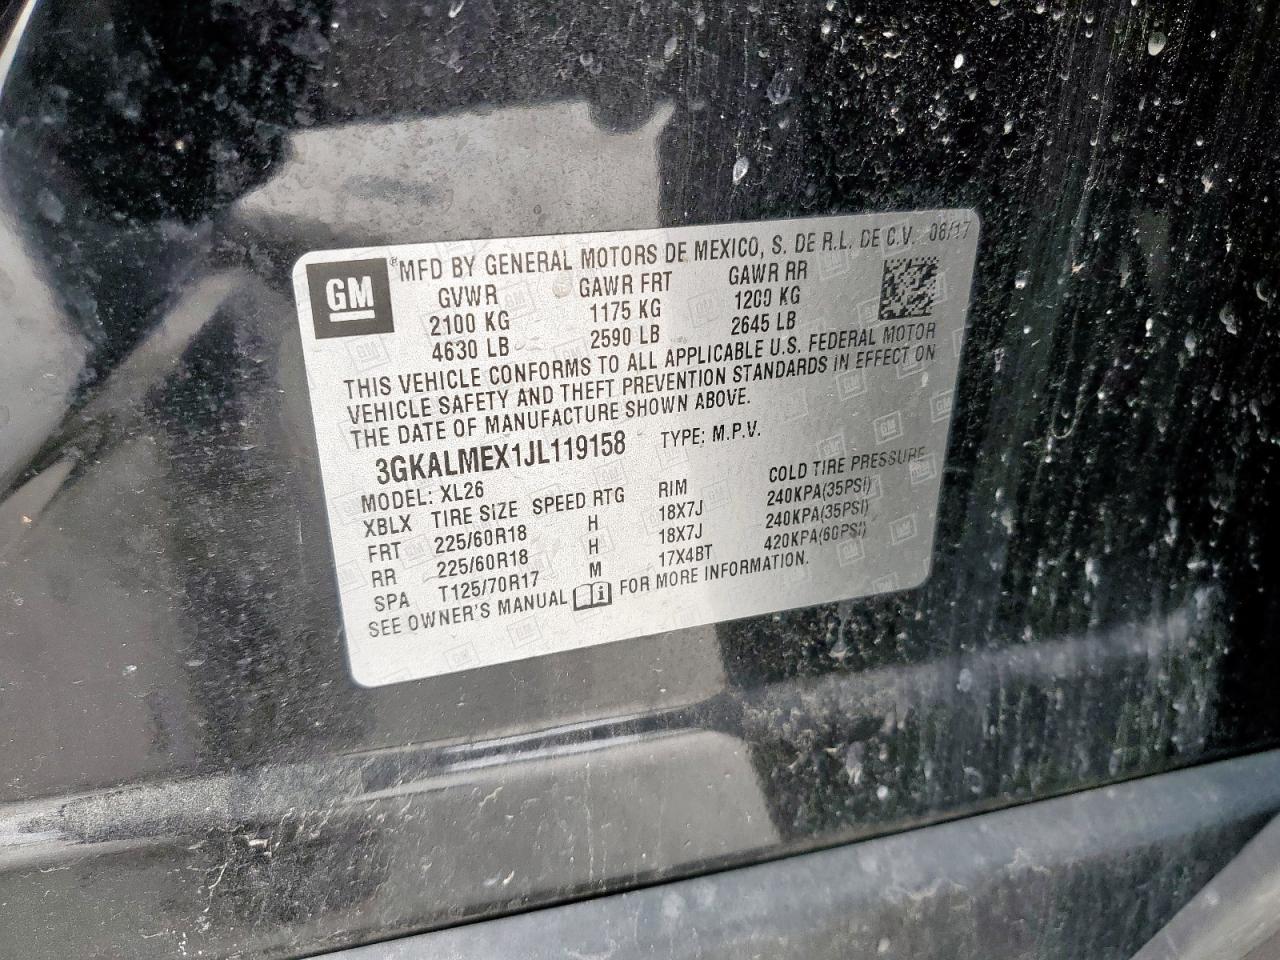 GM
® MFD BY GENERAL MOTORS DE MEXICO, S. DE R.L. DE C.V. 08/17
GVWR GAWR FRT GAWR RR
2100 KG 1175 KG 1200 KG
4630 LB 2590 LB 2645 LB
THIS VEHICLE CONFORMS TO ALL APPLICABLE U.S. FEDERAL MOTOR
VEHICLE SAFETY AND THEFT PREVENTION STANDARDS IN EFFECT ON
THE DATE OF MANUFACTURE SHOWN ABOVE.
3GKALMEX1JL119158 TYPE: M.P.V.
MODEL: XL26
XBLX TIRE SIZE SPEED RTG RIM COLD TIRE PRESSURE
FRT 225/60R18 H 18X7J 240KPA(35PSI)
RR 225/60R18 H 18X7J 240KPA(35PSI)
SPA T125/70R17 M 17X4BT 420KPA(60PSI)
SEE OWNER'S MANUAL FOR MORE INFORMATION.